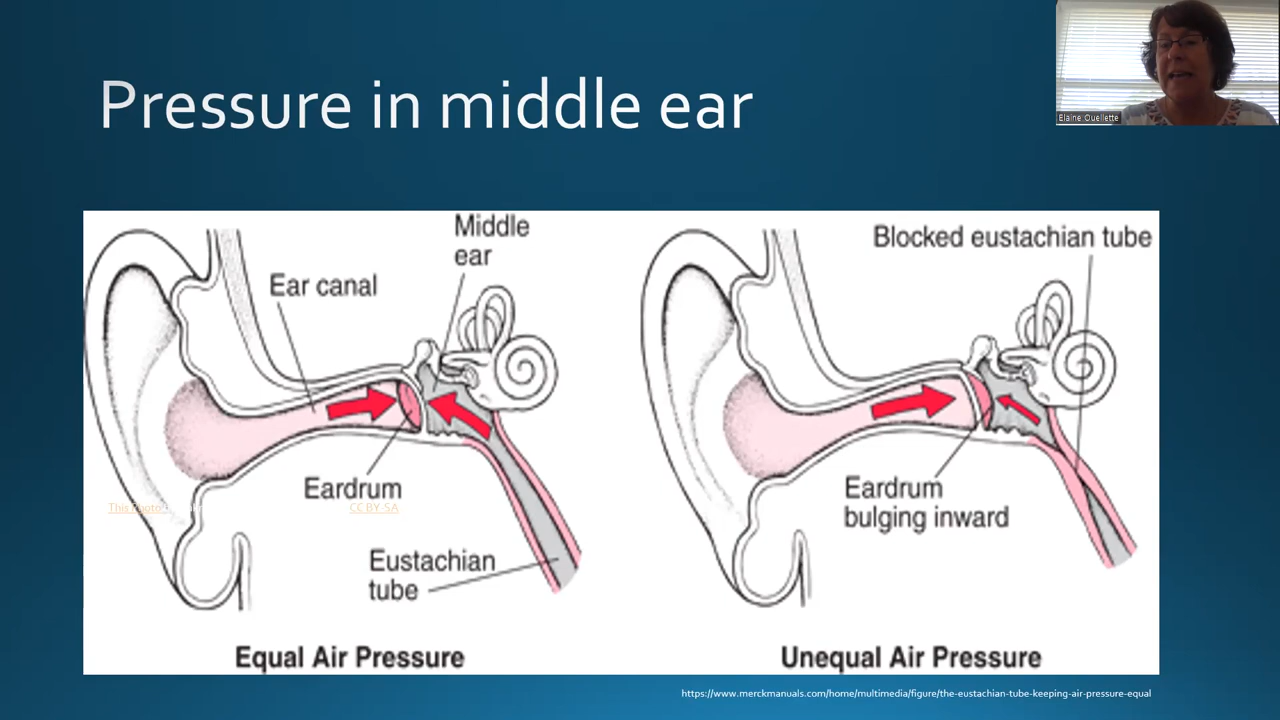 Pressure in middle ear
Elaine Ouellette
Middle
ear
Ear canal
Eardrum
Eustachian
tube
Equal Air Pressure
Blocked eustachian tube
Eardrum
bulging inward
Unequal Air Pressure
This Photo
CC BY-SA
https://www.merckmanuals.com/home/multimedia/figure/the-eustachian-tube-keeping-air-pressure-equal